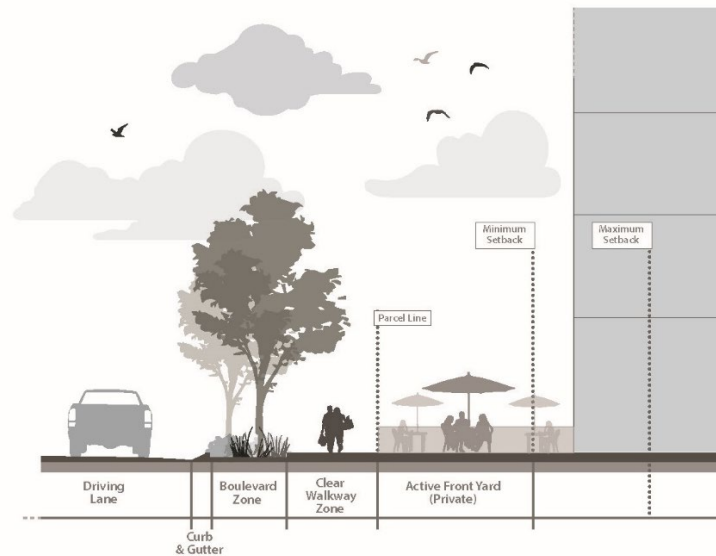 Minimum
Setback
Maximum
Setback
Parcel Line
Driving
Lane
Boulevard
Zone
Clear
Walkway
Zone
Active Front Yard
(Private)
Curb
& Gutter